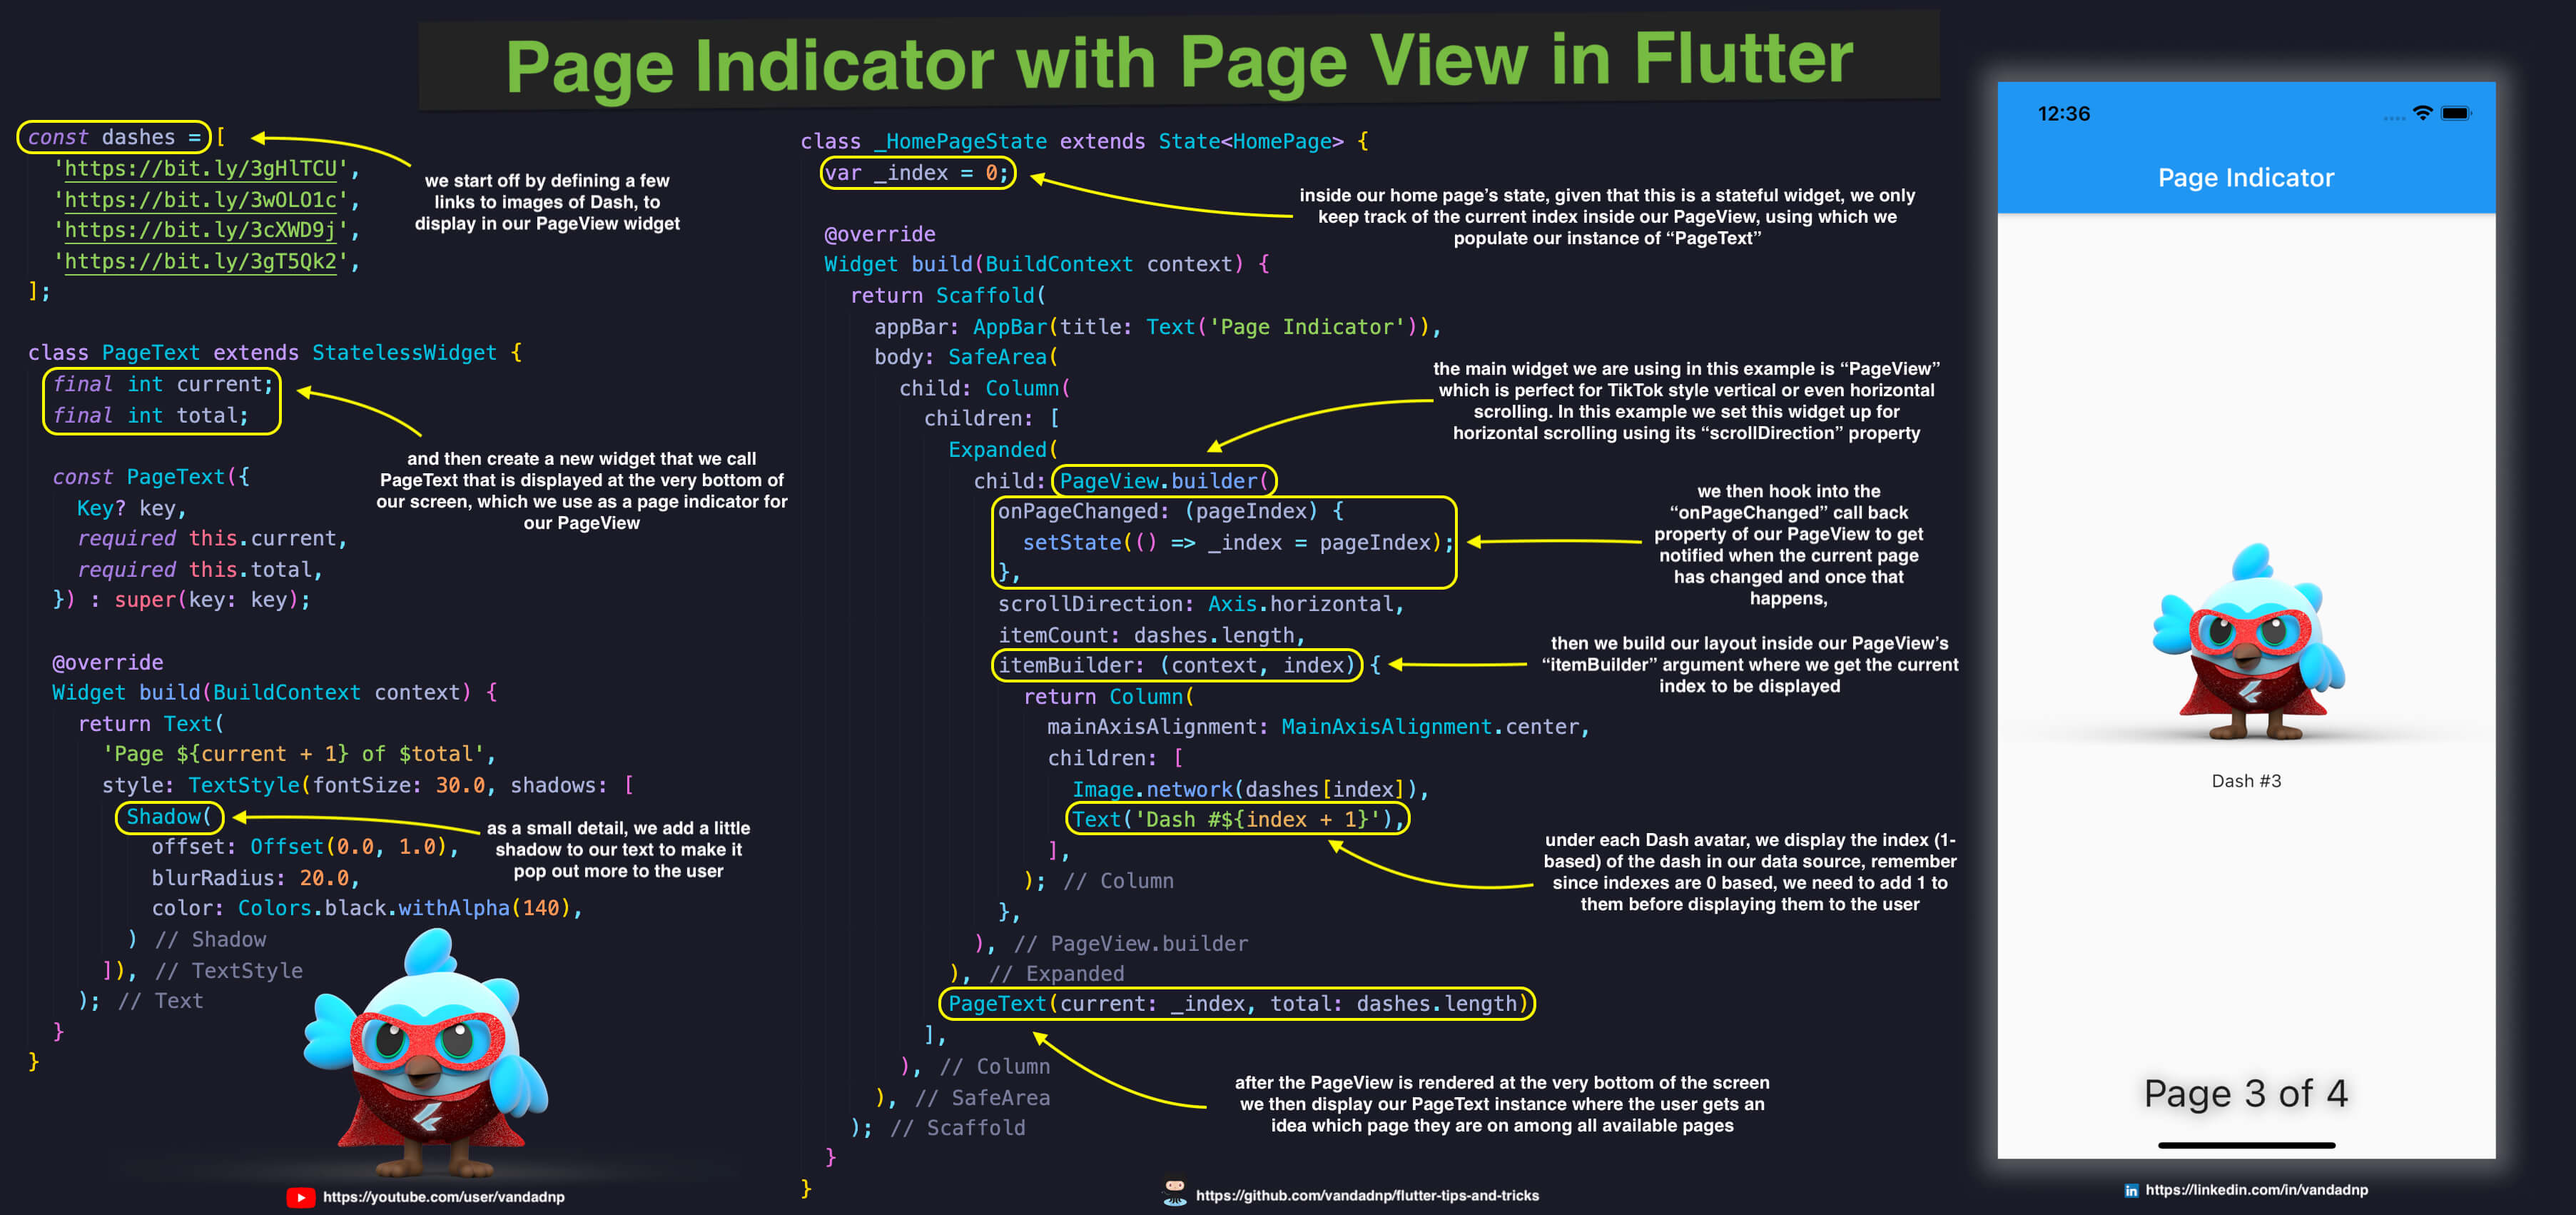 Page Indicator with Page View in Flutter
const dashes = [
'https://bit.ly/3gHlTCU',
'https://bit.ly/3wOLO1c',
'https://bit.ly/3cXWD9j',
'https://bit.ly/3gT5Qk2',
];
we start off by defining a few
links to images of Dash, to
display in our PageView widget
class PageText extends StatelessWidget {
final int current;
final int total;
and then create a new widget that we call
PageText that is displayed at the very bottom of
our screen, which we use as a page indicator for
our PageView
const PageText({
Key? key,
required this.current,
required this.total,
}) : super(key: key);
@override
Widget build(BuildContext context) {
return Text(
'Page ${current + 1} of $total',
style: TextStyle(fontSize: 30.0, shadows: [
Shadow(
offset: Offset(0.0, 1.0),
blurRadius: 20.0,
color: Colors.black.withAlpha(140),
) // Shadow
]), // TextStyle
); // Text
}
}
as a small detail, we add a little
shadow to our text to make it
pop out more to the user
https://youtube.com/user/vandadnp
class _HomePageState extends State<HomePage> {
var _index = 0;
inside our home page's state, given that this is a stateful widget, we only
keep track of the current index inside our PageView, using which we
populate our instance of “PageText”
@override
Widget build(BuildContext context) {
return Scaffold(
appBar: AppBar(title: Text('Page Indicator')),
body: SafeArea(
child: Column(
children: [
Expanded(
child: PageView.builder(
onPageChanged: (pageIndex) {
setState(() => _index = pageIndex);
},
scrollDirection: Axis.horizontal,
itemCount: dashes.length,
itemBuilder: (context, index) {
return Column(
mainAxisAlignment: MainAxisAlignment.center,
children: [
Image.network(dashes[index]),
Text('Dash #${index + 1}'),
],
); // Column
},
), // PageView.builder
), // Expanded
PageText(current: _index, total: dashes.length)
],
), // Column
), // SafeArea
); // Scaffold
}
}
the main widget we are using in this example is “PageView”
which is perfect for TikTok style vertical or even horizontal
scrolling. In this example we set this widget up for
horizontal scrolling using its “scrollDirection” property
we then hook into the
“onPageChanged” call back
property of our PageView to get
notified when the current page
has changed and once that
happens,
then we build our layout inside our PageView's
“itemBuilder” argument where we get the current
index to be displayed
under each Dash avatar, we display the index (1-
based) of the dash in our data source, remember
since indexes are 0 based, we need to add 1 to
them before displaying them to the user
after the PageView is rendered at the very bottom of the screen
we then display our PageText instance where the user gets an
idea which page they are on among all available pages
https://github.com/vandadnp/flutter-tips-and-tricks
12:36
Page Indicator
Dash #3
Page 3 of 4
in https://linkedin.com/in/vandadnp